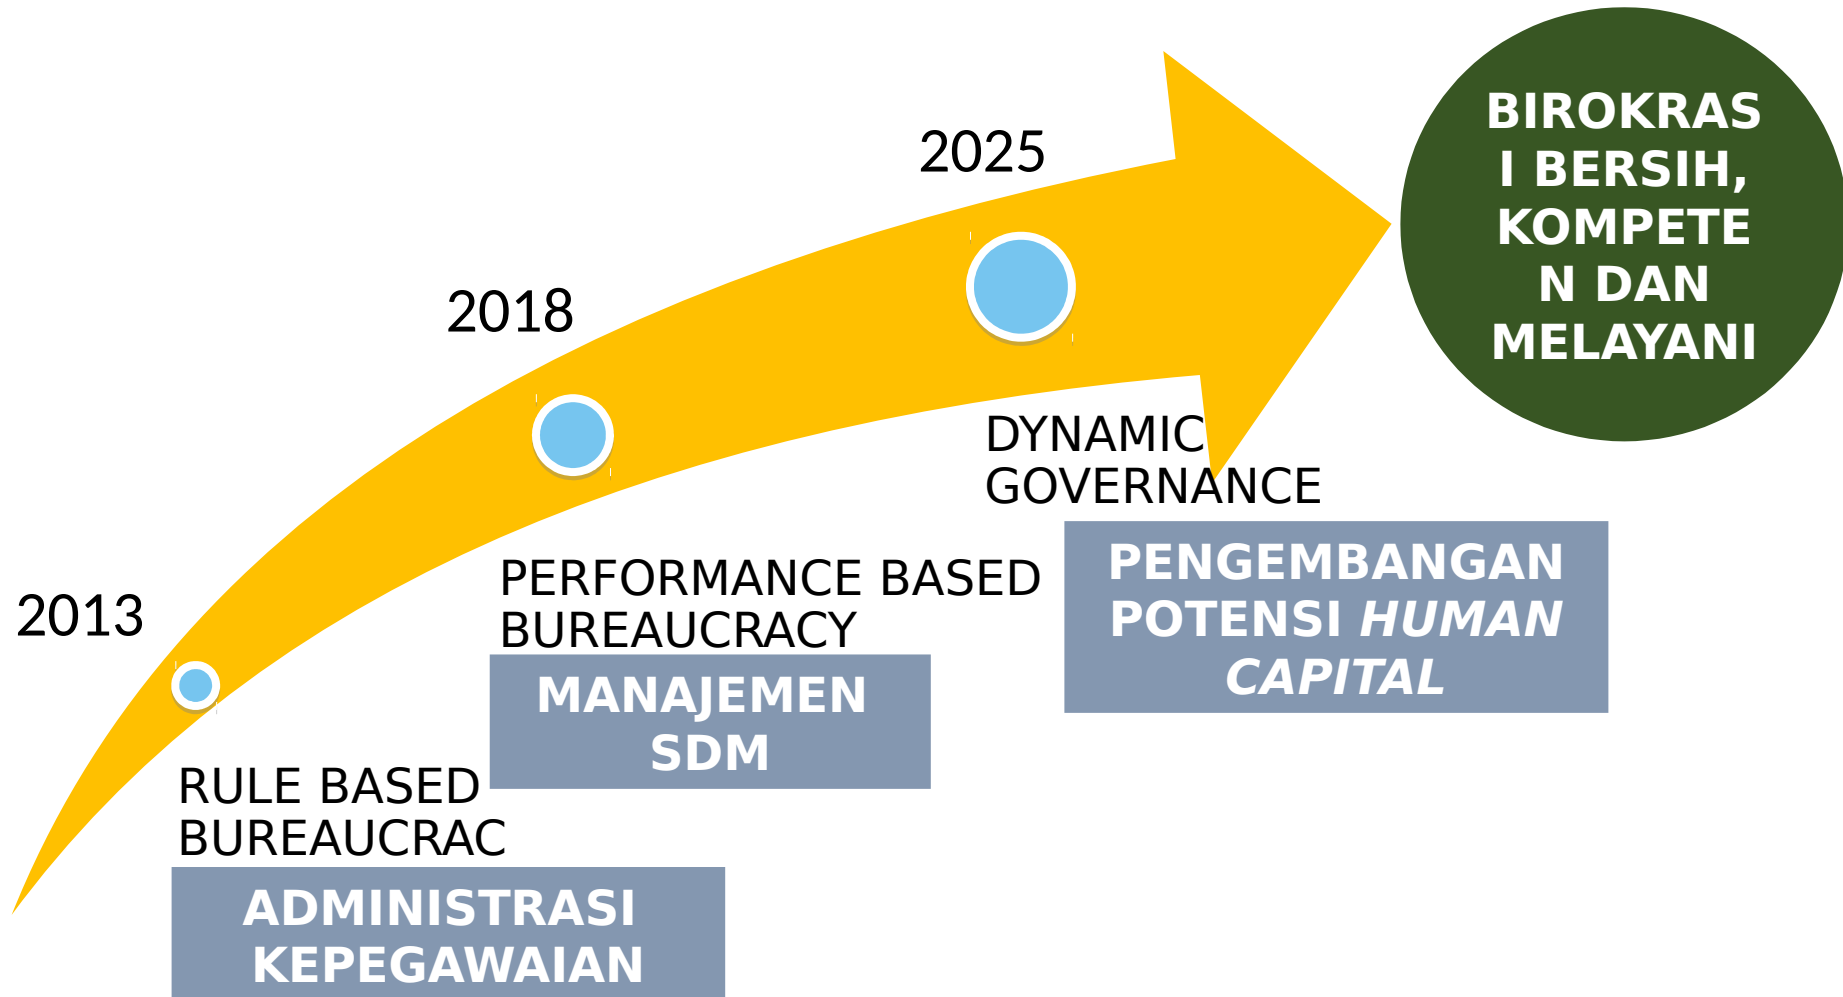 2013
RULE BASED
BUREAUCRAC
ADMINISTRASI
KEPEGAWAIAN
2018
PERFORMANCE BASED
BUREAUCRACY
MANAJEMEN
SDM
2025
DYNAMIC
GOVERNANCE
PENGEMBANGAN
POTENSI HUMAN
CAPITAL
BIROKRAS
I BERSIH,
KOMPETE
N DAN
MELAYANI